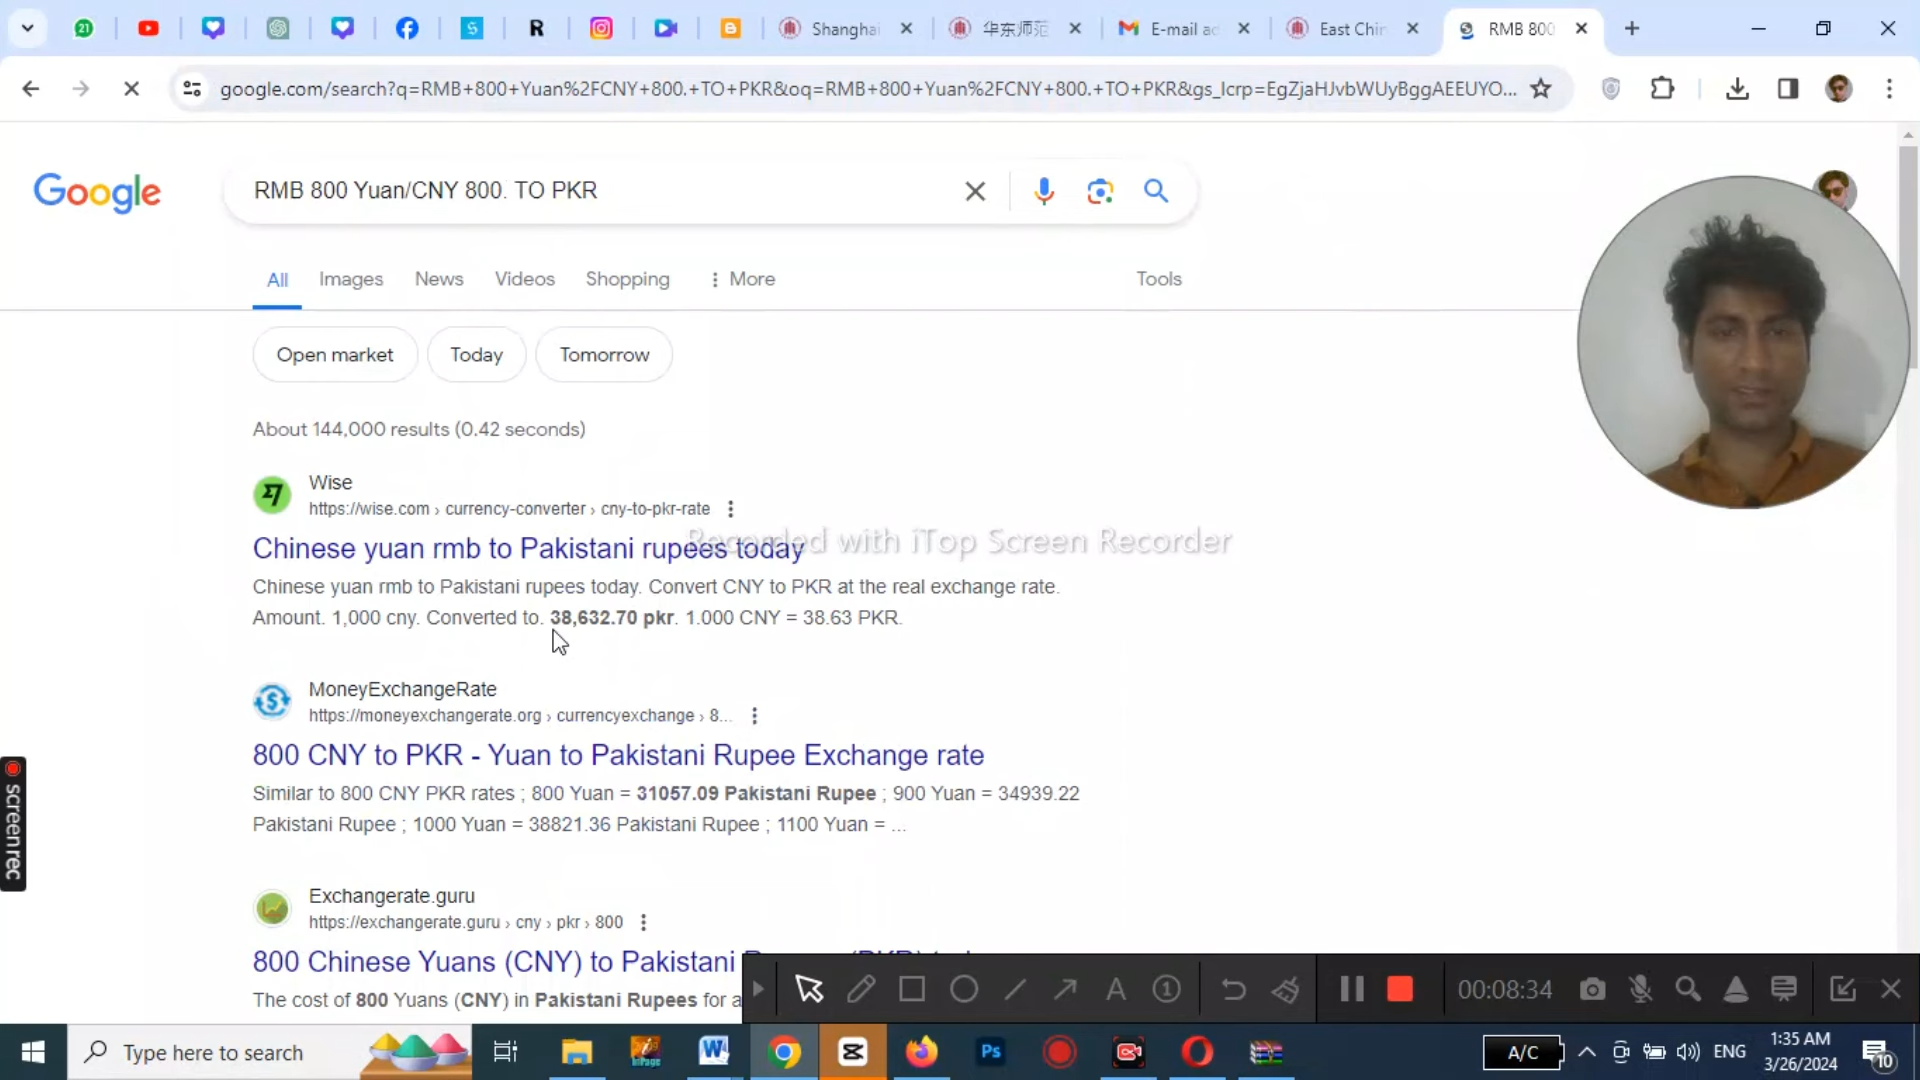 21
Shanghai
华东师范
E-mail ad
East Chin
RMB 800
google.com/search?q=RMB+800+Yuan%2FCNY+800.+TO+PKR&oq=RMB+800+Yuan%2FCNY+800.+TO+PKR&gs_lcrp=EgZjaHJvbWUyBggAEEUYO...
Google
RMB 800 Yuan/CNY 800. TO PKR
All
Images
News
Videos
Shopping
More
Tools
Open market
Today
Tomorrow
About 144,000 results (0.42 seconds)
Wise
https://wise.com › currency-converter › cny-to-pkr-rate
Chinese yuan rmb to Pakistani rupees today
Recorded with iTop Screen Recorder
Chinese yuan rmb to Pakistani rupees today. Convert CNY to PKR at the real exchange rate.
Amount. 1,000 cny. Converted to. 38,632.70 pkr. 1.000 CNY = 38.63 PKR.
MoneyExchangeRate
https://moneyexchangerate.org › currencyexchange › 8...
800 CNY to PKR - Yuan to Pakistani Rupee Exchange rate
Similar to 800 CNY PKR rates ; 800 Yuan = 31057.09 Pakistani Rupee ; 900 Yuan = 34939.22
Pakistani Rupee ; 1000 Yuan = 38821.36 Pakistani Rupee ; 1100 Yuan = ...
screenrec
Exchangerate.guru
https://exchangerate.guru › cny › pkr › 800
800 Chinese Yuans (CNY) to Pakistani
The cost of 800 Yuans (CNY) in Pakistani Rupees for a
00:08:34
Type here to search
Ps
A/C
ENG
1:35 AM
3/26/2024
10